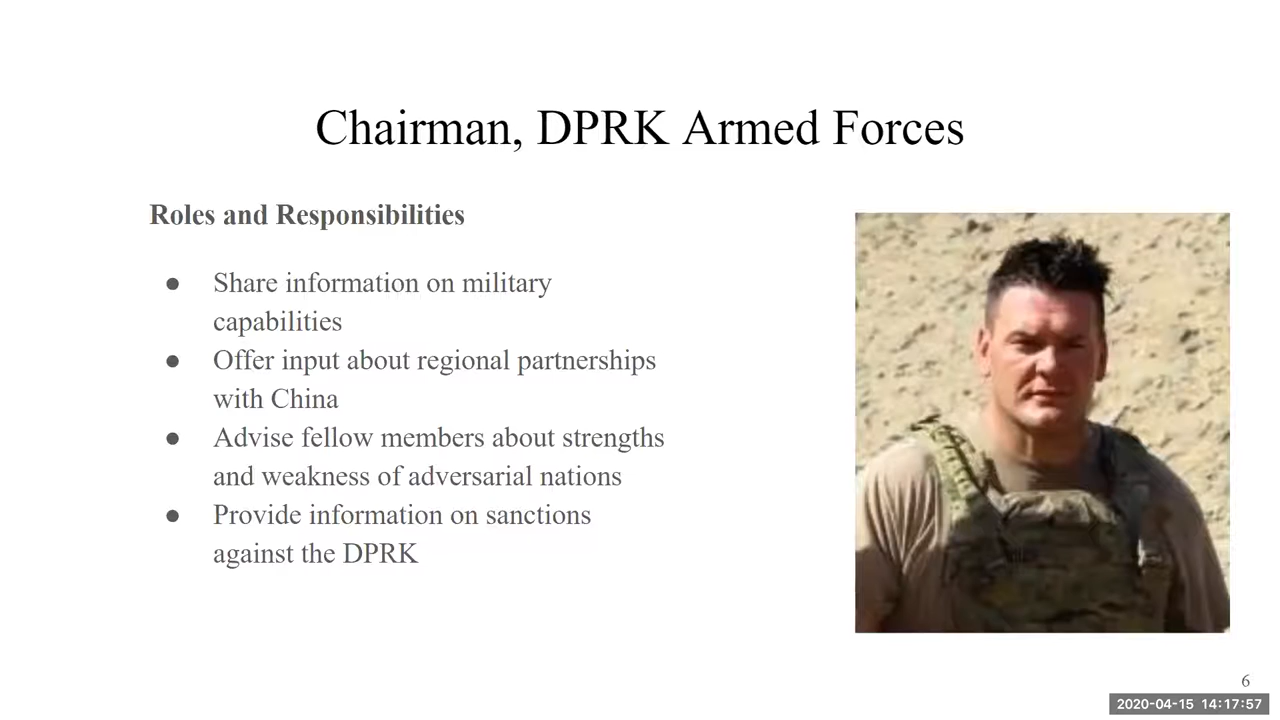 Chairman, DPRK Armed Forces
Roles and Responsibilities
● Share information on military
capabilities
● Offer input about regional partnerships
with China
● Advise fellow members about strengths
and weakness of adversarial nations
● Provide information on sanctions
against the DPRK
6
2020-04-15 14:17:57